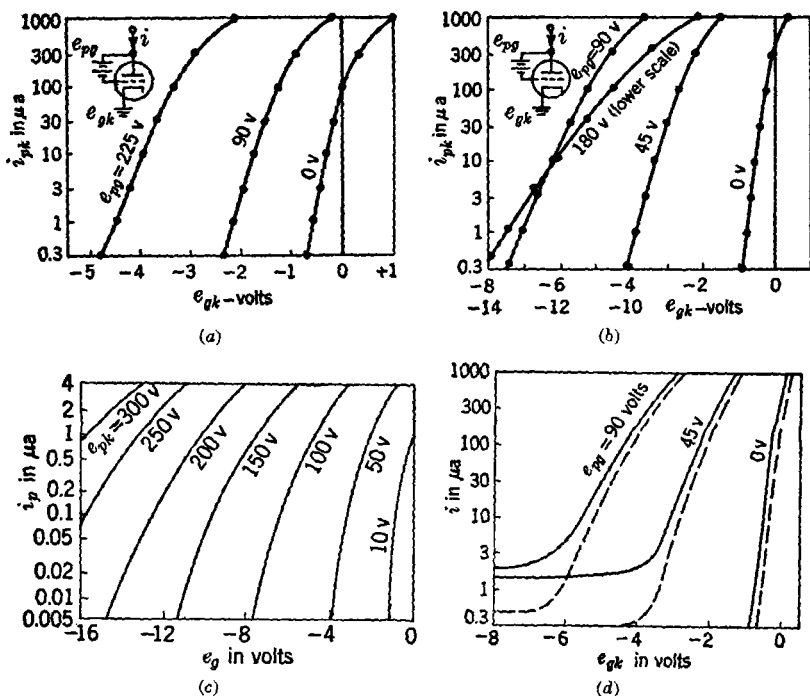 1000
300
100
30
10
3
1
0.3
i_pk in μa
e_pg
i
e_gk
e_pg=225 v
90 v
0 v
-5 -4 -3 -2 -1 0 +1
e_gk-volts
(a)
1000
300
100
30
10
3
1
0.3
i_pk in μa
e_pg
i
e_gk
e_pg=90 v
180 v (lower scale)
45 v
0 v
-8 -6 -4 -2 0
-14 -12 -10
e_gk-volts
(b)
4
2
1
0.5
0.2
0.1
0.05
0.02
0.01
0.005
i_p in μa
e_pk=300 v
250 v
200 v
150 v
100 v
50 v
10 v
-16 -12 -8 -4 0
e_g in volts
(c)
1000
300
100
30
10
3
1
0.3
i in μa
e_pg = 90 volts
45 v
0 v
-8 -6 -4 -2 0
e_gk in volts
(d)